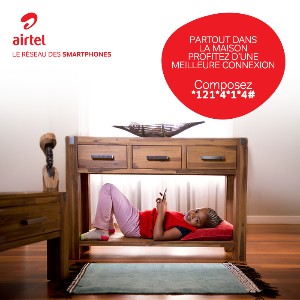 airtel
LE RÉSEAU DES SMARTPHONES
PARTOUT DANS
LA MAISON
PROFITEZ D'UNE
MEILLEURE CONNEXION
Composez
*121*4*1*4#